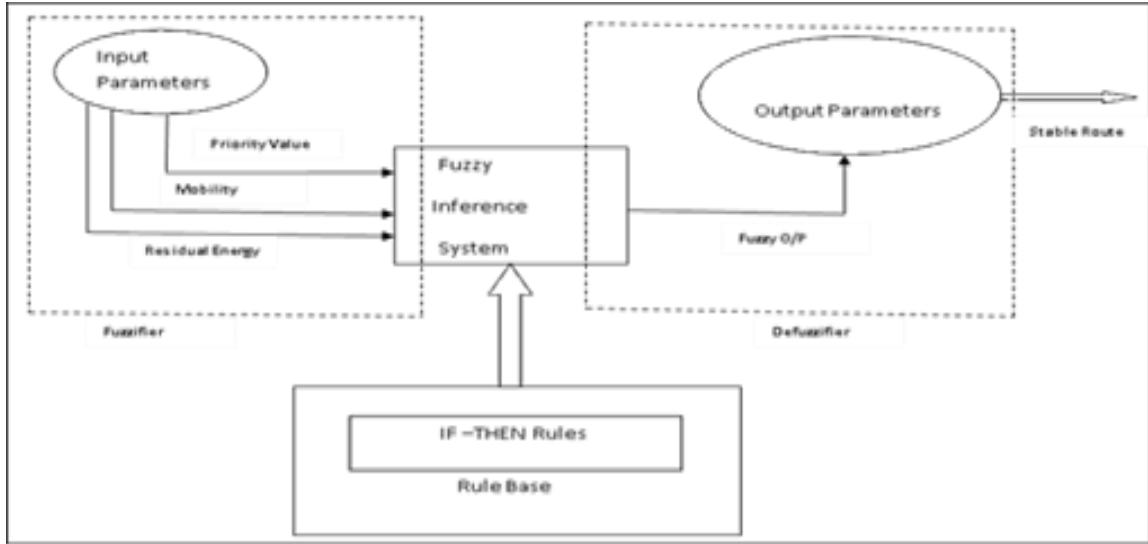 Input
Parameters
Priority Value
Mobility
Residual Energy
Fuzzifier
Fuzzy
Inference
System
Output Parameters
Stable Route
Fuzzy O/P
Defuzzifier
IF –THEN Rules
Rule Base